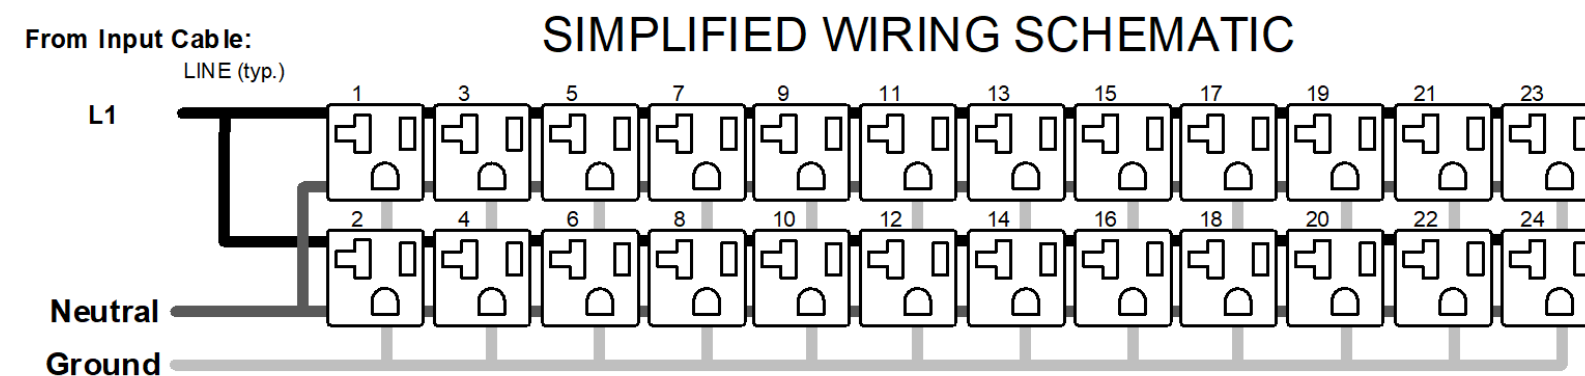 SIMPLIFIED WIRING SCHEMATIC
From Input Cable:
LINE (typ.)
L1
1 3 5 7 9 11 13 15 17 19 21 23
2 4 6 8 10 12 14 16 18 20 22 24
Neutral
Ground